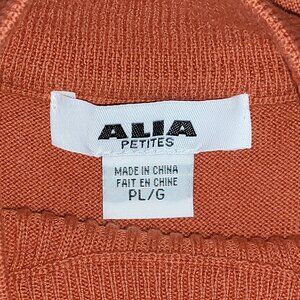 ALIA
PETITES
MADE IN CHINA
FAIT EN CHINE
PL/G